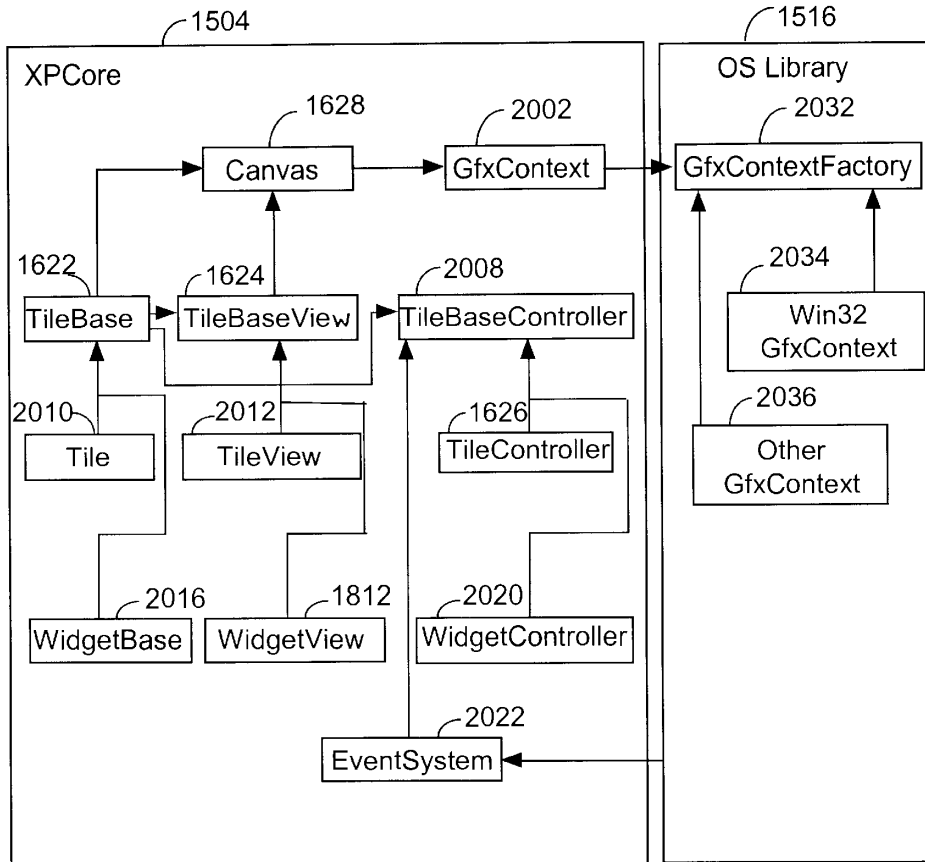 1504
1516
XPCore
OS Library
1628
2002
2032
Canvas
GfxContext
GfxContextFactory
1622
1624
2008
2034
TileBase
TileBaseView
TileBaseController
Win32
GfxContext
2010
2012
1626
2036
Tile
TileView
TileController
Other
GfxContext
2016
1812
2020
WidgetBase
WidgetView
WidgetController
2022
EventSystem